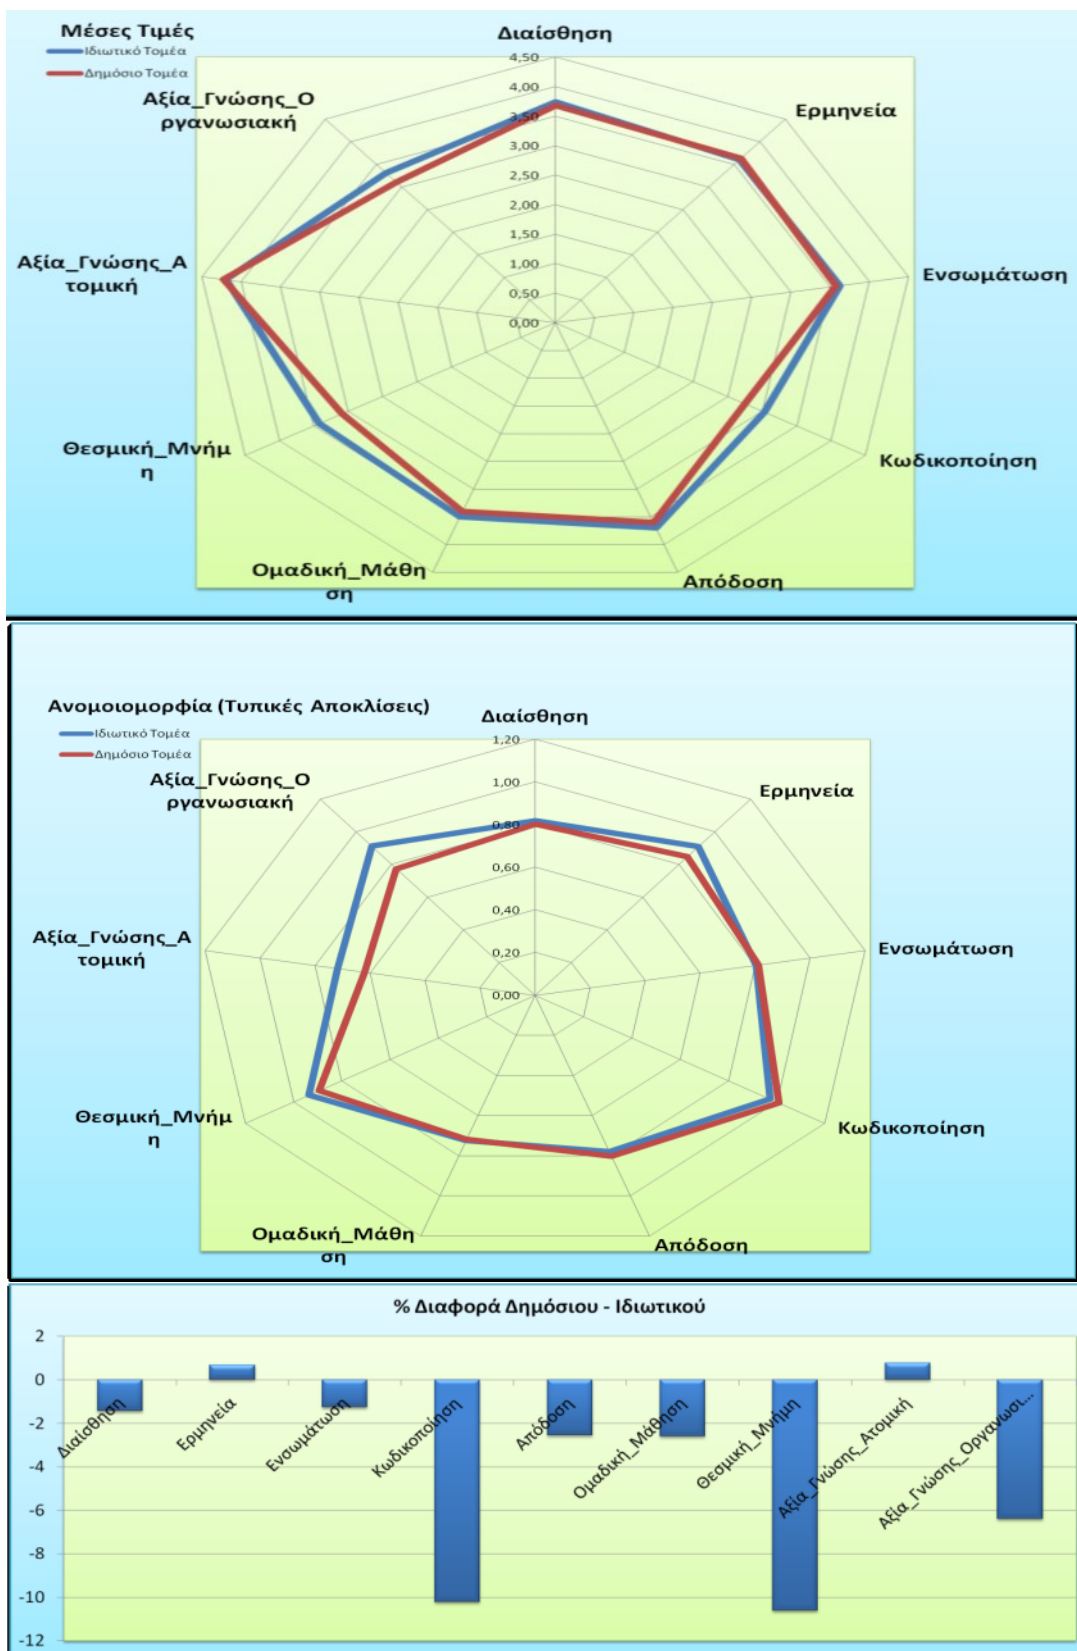 Μέσες Τιμές
Ιδιωτικό Τομέα
Δημόσιο Τομέα
Διαίσθηση
Ερμηνεία
Ενσωμάτωση
Κωδικοποίηση
Απόδοση
Ομαδική_Μάθη
ση
Θεσμική_Μνήμ
η
Αξία_Γνώσης_Α
τομική
Αξία_Γνώσης_Ο
ργανωσιακή
4,50
4,00
3,50
3,00
2,50
2,00
1,50
1,00
0,50
0,00
Ανομοιομορφία (Τυπικές Αποκλίσεις)
Ιδιωτικό Τομέα
Δημόσιο Τομέα
Διαίσθηση
Ερμηνεία
Ενσωμάτωση
Κωδικοποίηση
Απόδοση
Ομαδική_Μάθη
ση
Θεσμική_Μνήμ
η
Αξία_Γνώσης_Α
τομική
Αξία_Γνώσης_Ο
ργανωσιακή
1,20
1,00
0,80
0,60
0,40
0,20
0,00
% Διαφορά Δημόσιου - Ιδιωτικού
2
0
-2
-4
-6
-8
-10
-12
Διαίσθηση
Ερμηνεία
Ενσωμάτωση
Κωδικοποίηση
Απόδοση
Ομαδική_Μάθηση
Θεσμική_Μνήμη
Αξία_Γνώσης_Ατομική
Αξία_Γνώσης_Οργανωσι...